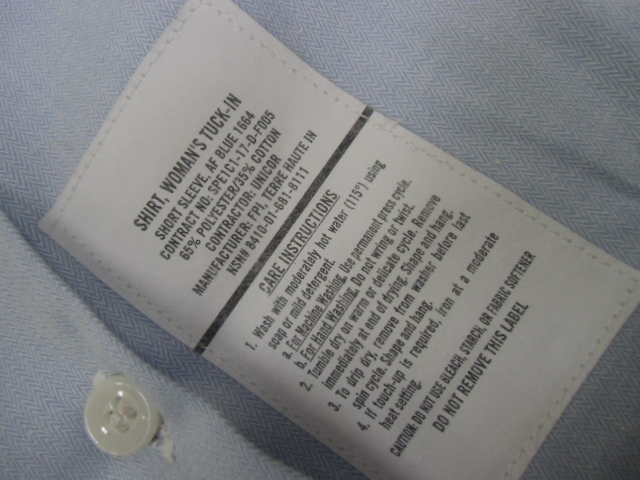 SHIRT, WOMAN'S TUCK-IN
SHORT SLEEVE, AF BLUE 1664
CONTRACT NO: SPE1C1-17-D-F005
65% POLYESTER/35% COTTON
CONTRACTOR: UNICOR
MANUFACTURER: FPI, TERRE HAUTE IN
KSN# 8410-01-681-8111
CARE INSTRUCTIONS
1. Wash with moderately hot water (115°) using
soap or mild detergent.
a. For Machine Washing. Use permanent press cycle.
b. For Hand Washing. Do not wring or twist.
2. Tumble dry on warm or delicate cycle. Remove
immediately at end of drying. Shape and hang.
3. To drip dry, remove from washer before last
spin cycle. Shape and hang.
4. If touch-up is required, iron at a moderate
heat setting.
CAUTION: DO NOT USE BLEACH, STARCH, OR FABRIC SOFTENER
DO NOT REMOVE THIS LABEL